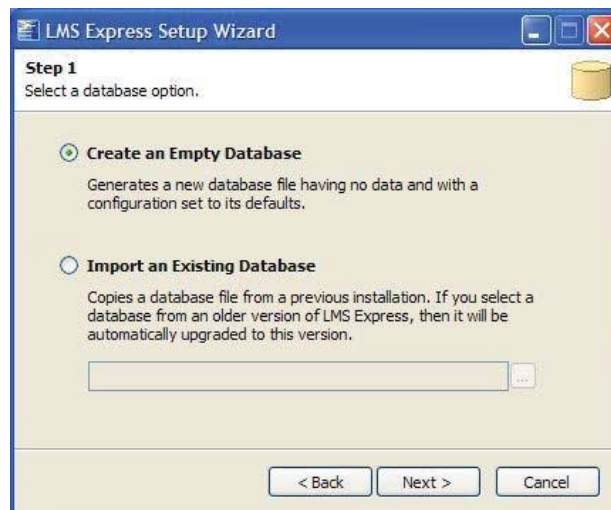 LMS Express Setup Wizard
Step 1
Select a database option.
Create an Empty Database
Generates a new database file having no data and with a
configuration set to its defaults.
Import an Existing Database
Copies a database file from a previous installation. If you select a
database from an older version of LMS Express, then it will be
automatically upgraded to this version.
...
< Back Next > Cancel